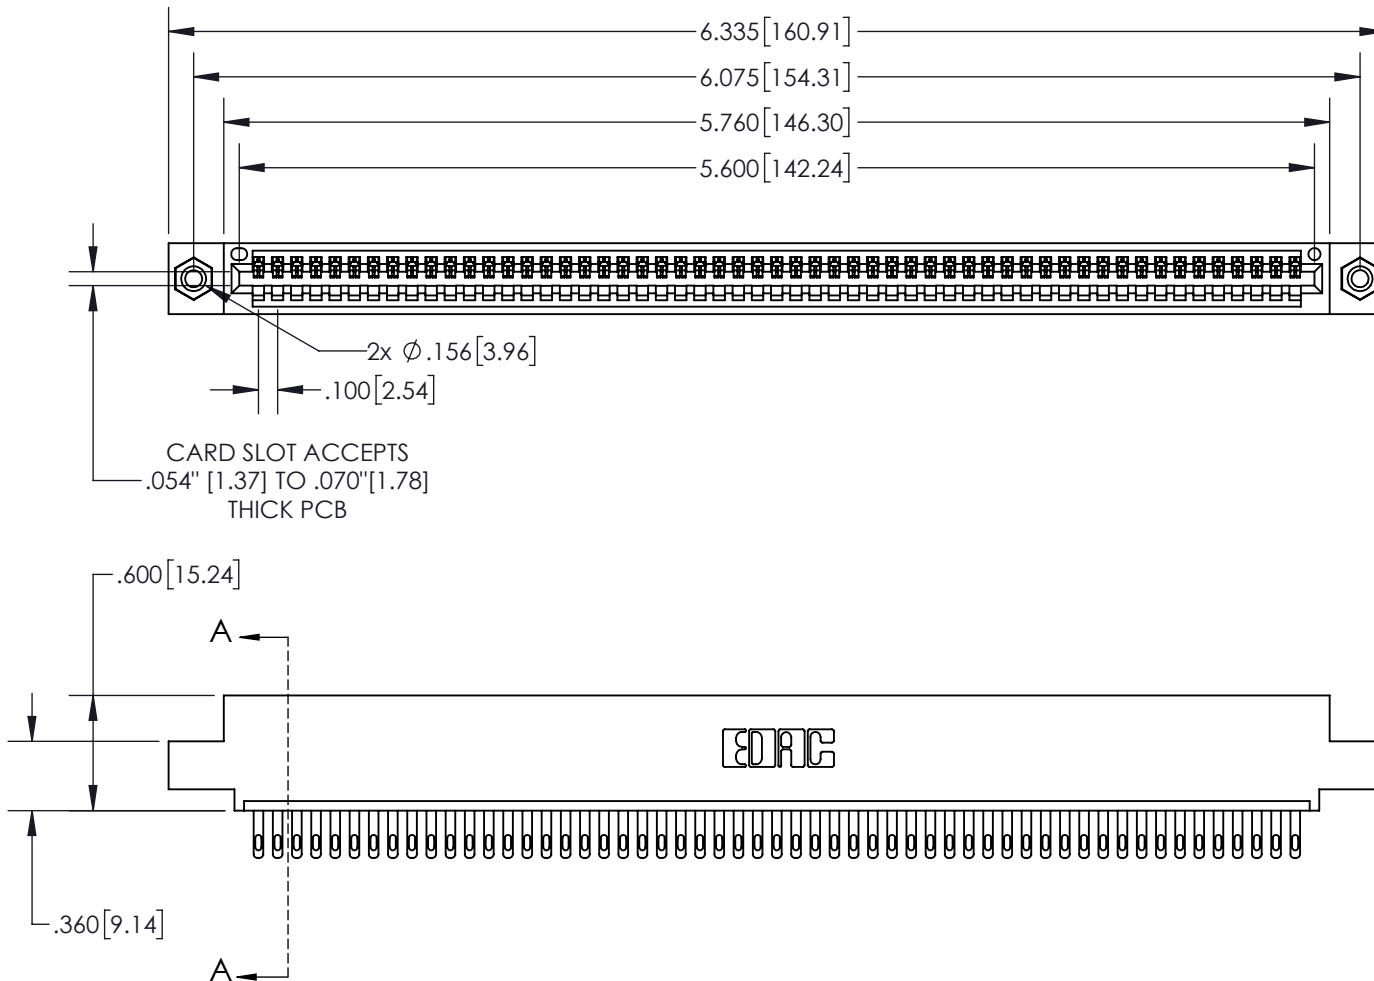 6.335[160.91]
6.075[154.31]
5.760[146.30]
5.600[142.24]
2x Ø.156[3.96]
.100[2.54]
CARD SLOT ACCEPTS
.054" [1.37] TO .070"[1.78]
THICK PCB
.600[15.24]
A
EDAC
.360[9.14]
A